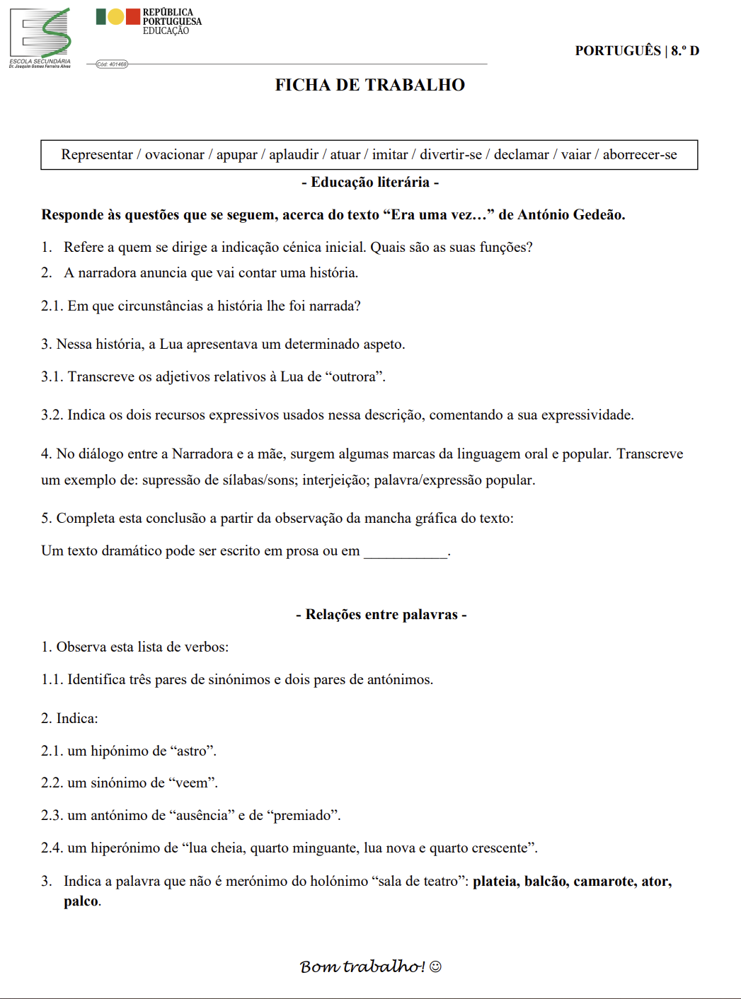 ESCOLA SECUNDÁRIA
Dr. Joaquim Gomes Ferreira Alves
REPÚBLICA
PORTUGUESA
EDUCAÇÃO
Cód: 401468
PORTUGUÊS | 8.º D
FICHA DE TRABALHO
Representar / ovacionar / apupar / aplaudir / atuar / imitar / divertir-se / declamar / vaiar / aborrecer-se
- Educação literária -
Responde às questões que se seguem, acerca do texto “Era uma vez…” de António Gedeão.
1. Refere a quem se dirige a indicação cénica inicial. Quais são as suas funções?
2. A narradora anuncia que vai contar uma história.
2.1. Em que circunstâncias a história lhe foi narrada?
3. Nessa história, a Lua apresentava um determinado aspeto.
3.1. Transcreve os adjetivos relativos à Lua de “outrora”.
3.2. Indica os dois recursos expressivos usados nessa descrição, comentando a sua expressividade.
4. No diálogo entre a Narradora e a mãe, surgem algumas marcas da linguagem oral e popular. Transcreve
um exemplo de: supressão de sílabas/sons; interjeição; palavra/expressão popular.
5. Completa esta conclusão a partir da observação da mancha gráfica do texto:
Um texto dramático pode ser escrito em prosa ou em ___________.
- Relações entre palavras -
1. Observa esta lista de verbos:
1.1. Identifica três pares de sinónimos e dois pares de antónimos.
2. Indica:
2.1. um hipónimo de “astro”.
2.2. um sinónimo de “veem”.
2.3. um antónimo de “ausência” e de “premiado”.
2.4. um hiperónimo de “lua cheia, quarto minguante, lua nova e quarto crescente”.
3. Indica a palavra que não é merónimo do holónimo “sala de teatro”: plateia, balcão, camarote, ator,
palco.
Bom trabalho! ☺